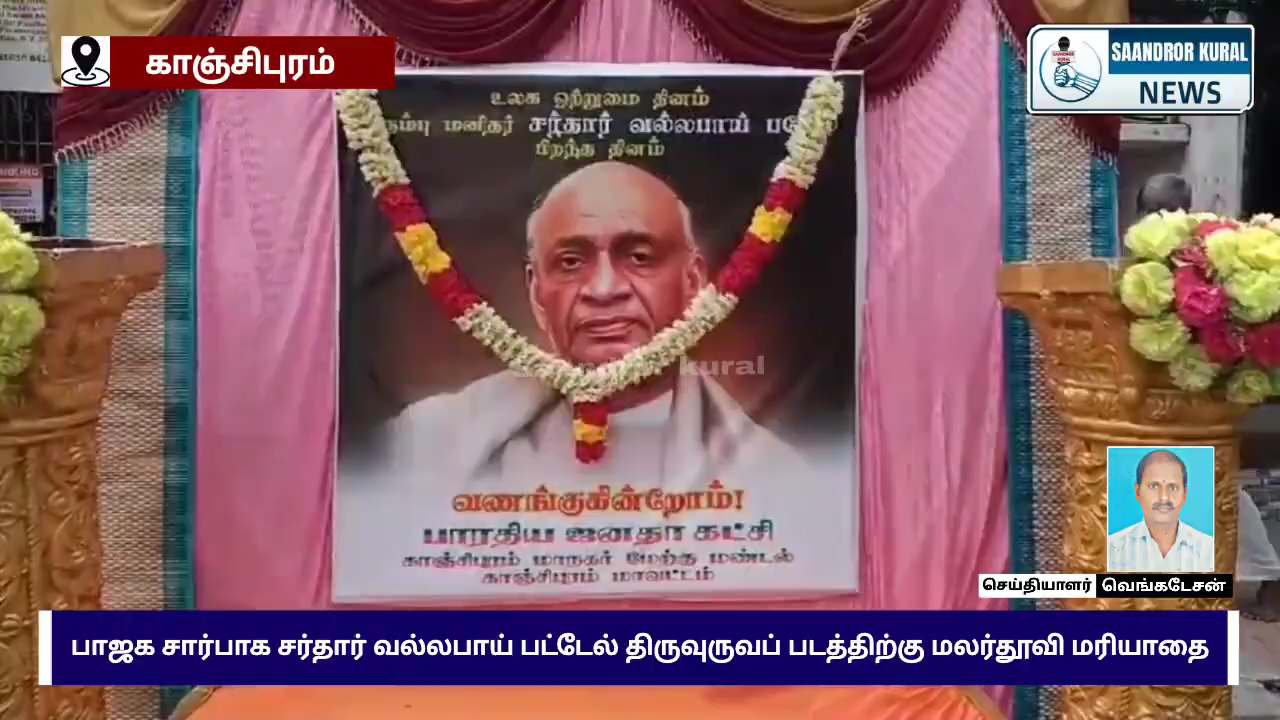 காஞ்சிபுரம்
SAANDROR KURAL
NEWS
உலக ஒற்றுமை தினம்
மனிதர் சர்தார் வல்லபாய்
பிறந்த தினம்
kural
வணங்குகின்றோம்!
பாரதிய ஜனதா கட்சி
காஞ்சிபுரம் மாநகர் மேற்கு மண்டல்
காஞ்சிபுரம் மாவட்டம்
செய்தியாளர் வெங்கடேசன்
பாஜக சார்பாக சர்தார் வல்லபாய் பட்டேல் திருவுருவப் படத்திற்கு மலர்தூவி மரியாதை